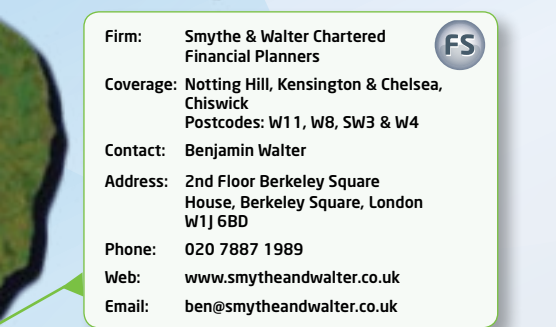 Firm: Smythe & Walter Chartered
Financial Planners
FS
Coverage: Notting Hill, Kensington & Chelsea,
Chiswick
Postcodes: W11, W8, SW3 & W4
Contact: Benjamin Walter
Address: 2nd Floor Berkeley Square
House, Berkeley Square, London
W1J 6BD
Phone: 020 7887 1989
Web: www.smytheandwalter.co.uk
Email: ben@smytheandwalter.co.uk